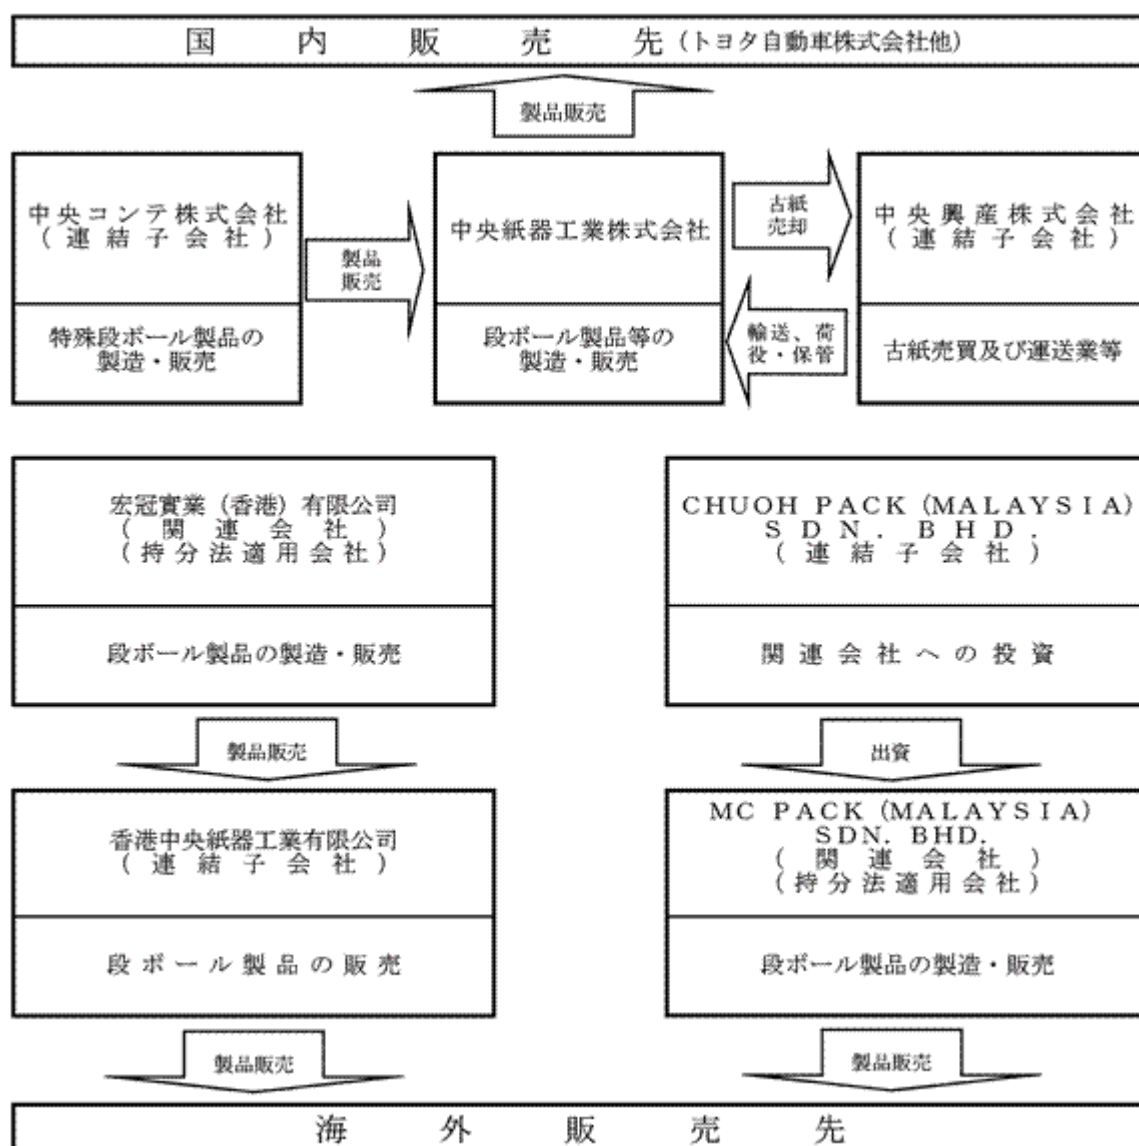 国内販売先(トヨタ自動車株式会社他)
製品販売
中央コンテ株式会社
(連結子会社)
特殊段ボール製品の
製造・販売
製品
販売
中央紙器工業株式会社
段ボール製品等の
製造・販売
古紙
売却
輸送、荷
役・保管
中央興産株式会社
(連結子会社)
古紙売買及び運送業等
宏冠實業(香港)有限公司
(関連会社)
(持分法適用会社)
段ボール製品の製造・販売
製品販売
香港中央紙器工業有限公司
(連結子会社)
段ボール製品の販売
製品販売
CHUOH PACK (MALAYSIA)
SDN. BHD.
(連結子会社)
関連会社への投資
出資
MC PACK (MALAYSIA)
SDN. BHD.
(関連会社)
(持分法適用会社)
段ボール製品の製造・販売
製品販売
海外販売先